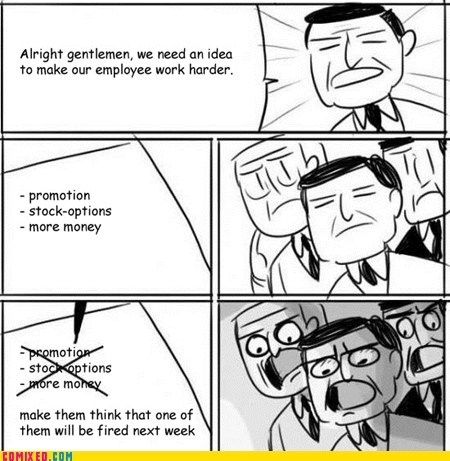 Alright gentlemen, we need an idea
to make our employee work harder.
- promotion
- stock-options
- more money
- promotion
- stock-options
- more money
make them think that one of
them will be fired next week
COMIXED.COM